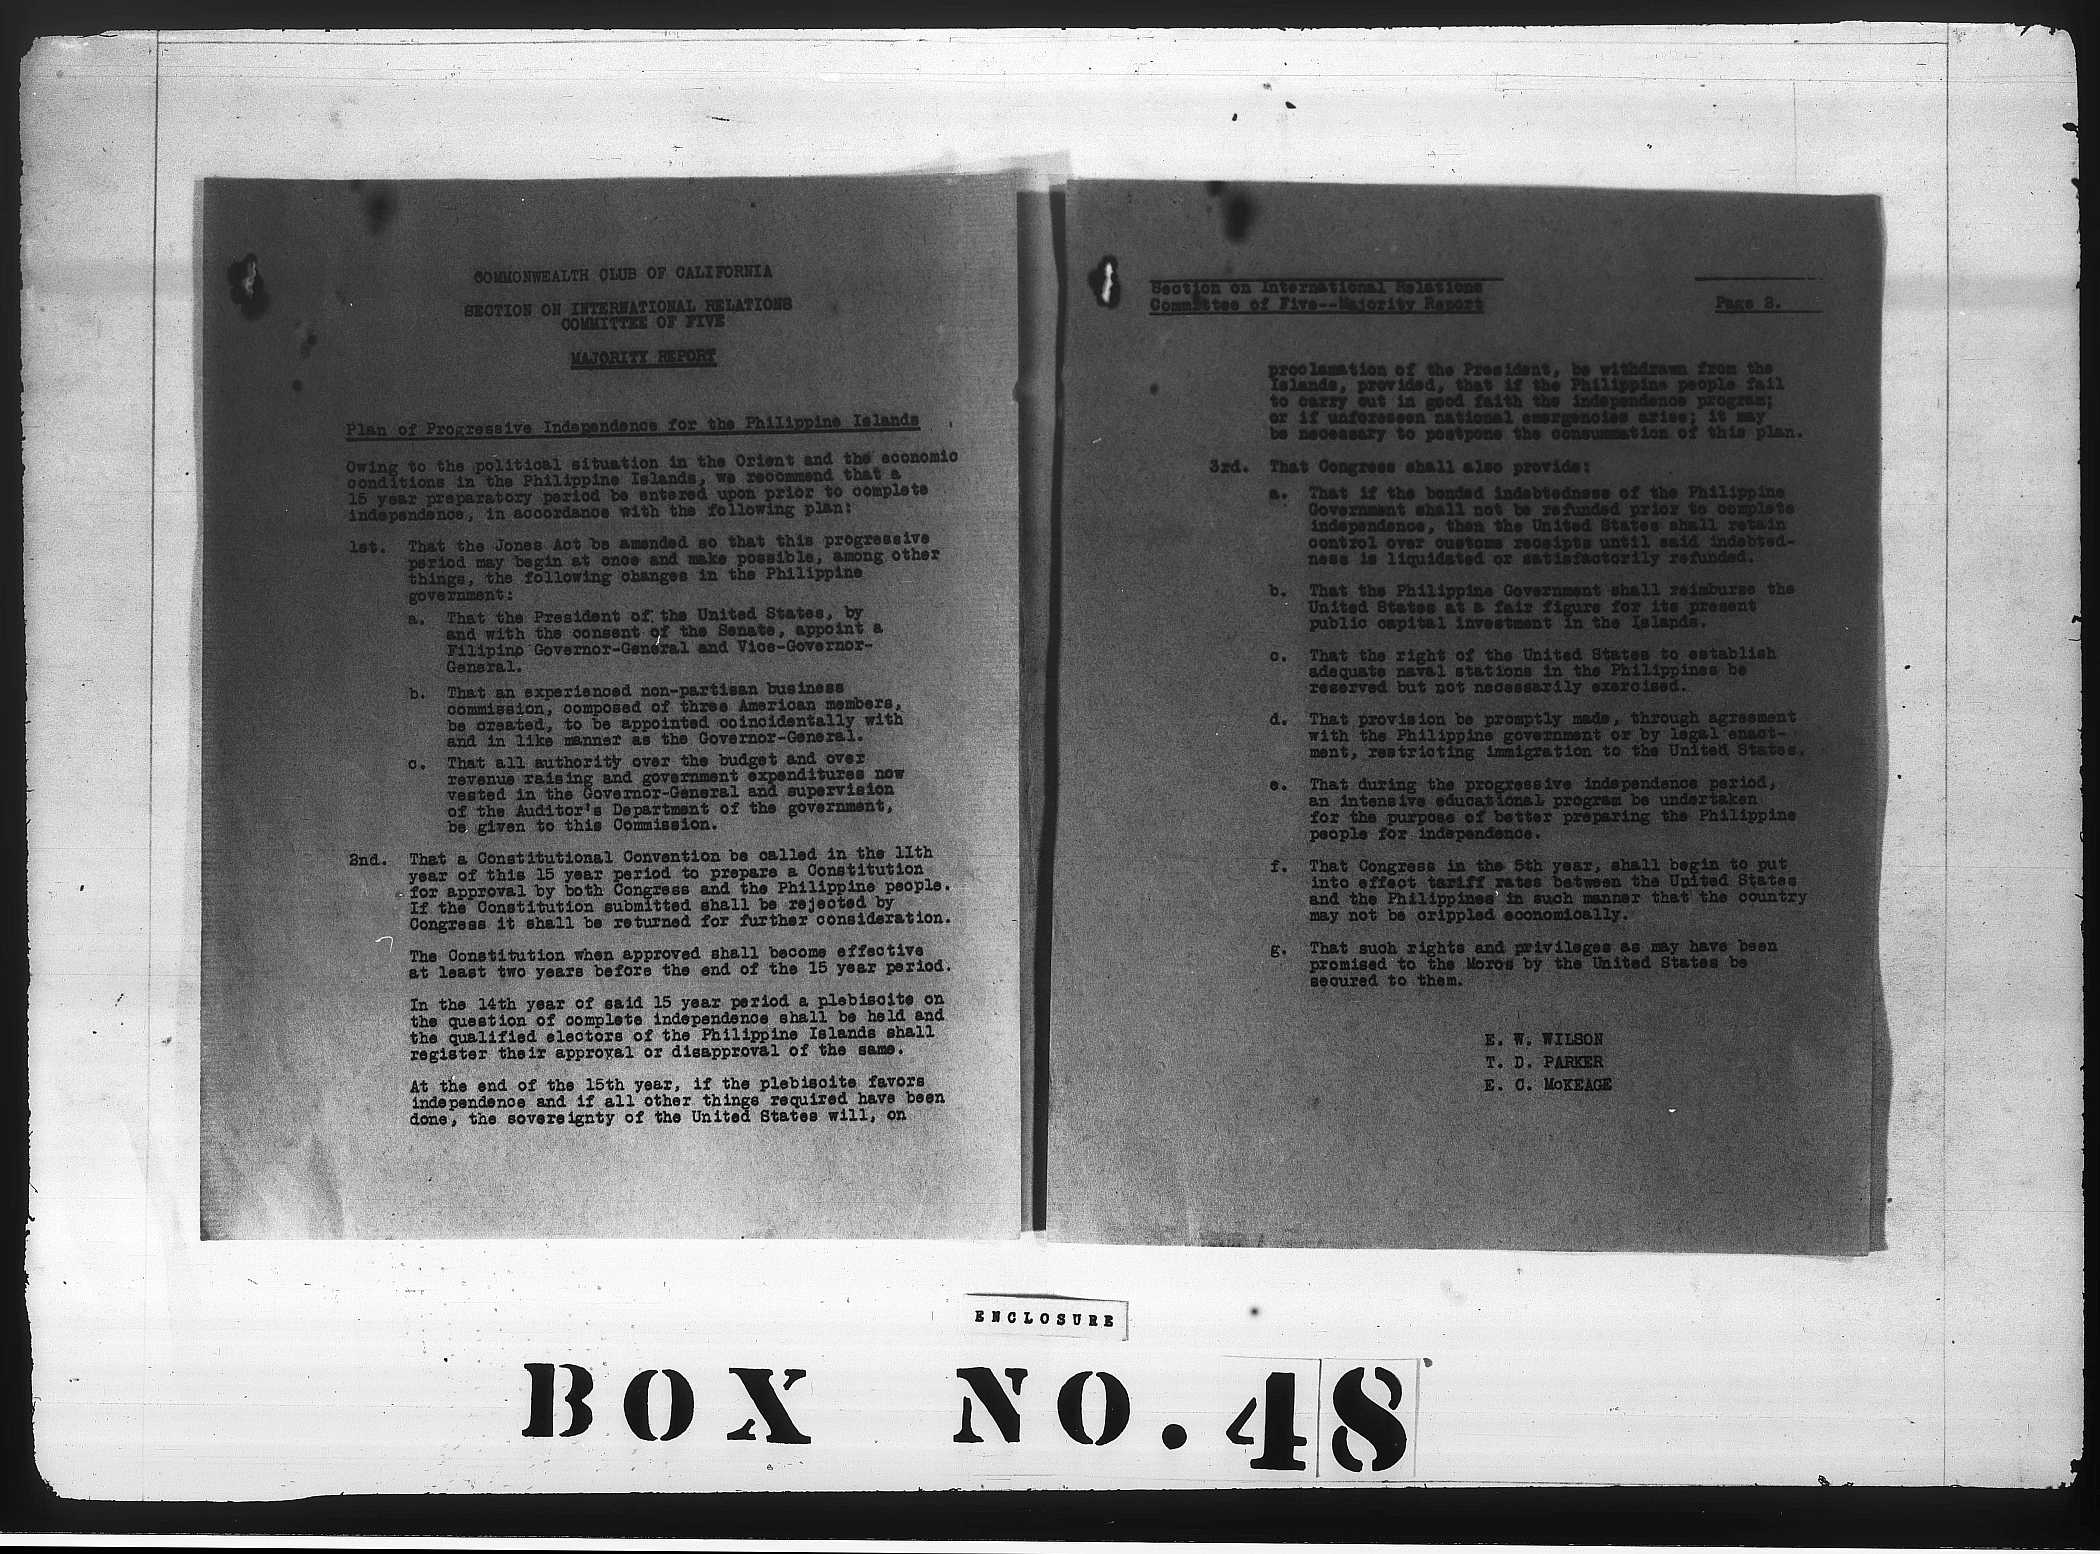 COMMONWEALTH CLUB OF CALIFORNIA
SECTION ON INTERNATIONAL RELATIONS
COMMITTEE OF FIVE
MAJORITY REPORT
Plan of Progressive Independence for the Philippine Islands
Owing to the political situation in the Orient and the economic
conditions in the Philippine Islands, we recommend that a
15 year preparatory period be entered upon prior to complete
independence, in accordance with the following plan:
1st. That the Jones Act be amended so that this progressive
period may begin at once and make possible, among other
things, the following changes in the Philippine
government:
a. That the President of the United States, by
and with the consent of the Senate, appoint a
Filipino Governor-General and Vice-Governor-
General.
b. That an experienced non-partisan business
commission, composed of three American members,
be created, to be appointed coincidentally with
and in like manner as the Governor-General.
c. That all authority over the budget and over
revenue raising and government expenditures now
vested in the Governor-General and supervision
of the Auditor's Department of the government,
be given to this Commission.
2nd. That a Constitutional Convention be called in the 11th
year of this 15 year period to prepare a Constitution
for approval by both Congress and the Philippine people.
If the Constitution submitted shall be rejected by
Congress it shall be returned for further consideration.
The Constitution when approved shall become effective
at least two years before the end of the 15 year period.
In the 14th year of said 15 year period a plebiscite on
the question of complete independence shall be held and
the qualified electors of the Philippine Islands shall
register their approval or disapproval of the same.
At the end of the 15th year, if the plebiscite favors
independence and if all other things required have been
done, the sovereignty of the United States will, on
Section on International Relations
Committee of Five--Majority Report Page 2.
proclamation of the President, be withdrawn from the
Islands, provided, that if the Philippine people fail
to carry out in good faith the independence program;
or if unforeseen national emergencies arise; it may
be necessary to postpone the consummation of this plan.
3rd. That Congress shall also provide:
a. That if the bonded indebtedness of the Philippine
Government shall not be refunded prior to complete
independence, then the United States shall retain
control over customs receipts until said indebted-
ness is liquidated or satisfactorily refunded.
b. That the Philippine Government shall reimburse the
United States at a fair figure for its present
public capital investment in the Islands.
c. That the right of the United States to establish
adequate naval stations in the Philippines be
reserved but not necessarily exercised.
d. That provision be promptly made, through agreement
with the Philippine government or by legal enact-
ment, restricting immigration to the United States.
e. That during the progressive independence period,
an intensive educational program be undertaken
for the purpose of better preparing the Philippine
people for independence.
f. That Congress in the 5th year, shall begin to put
into effect tariff rates between the United States
and the Philippines in such manner that the country
may not be crippled economically.
g. That such rights and privileges as may have been
promised to the Moros by the United States be
secured to them.
E. W. WILSON
T. D. PARKER
E. C. McKEAGE
ENCLOSURE
BOX NO. 48